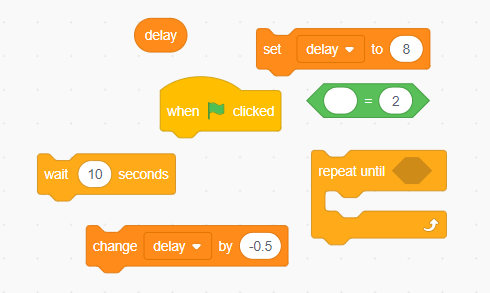 delay
set delay to 8
when clicked
= 2
wait 10 seconds
repeat until
change delay by -0.5